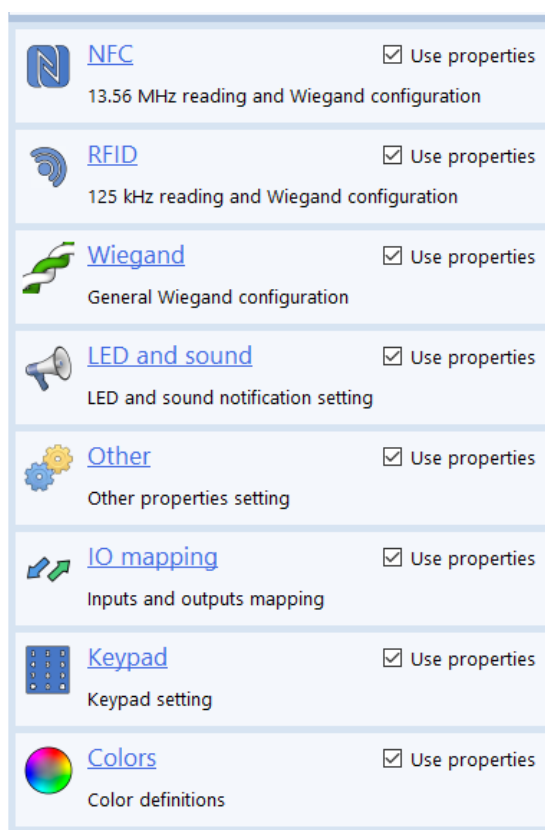 NFC Use properties
13.56 MHz reading and Wiegand configuration
RFID Use properties
125 kHz reading and Wiegand configuration
Wiegand Use properties
General Wiegand configuration
LED and sound Use properties
LED and sound notification setting
Other Use properties
Other properties setting
IO mapping Use properties
Inputs and outputs mapping
Keypad Use properties
Keypad setting
Colors Use properties
Color definitions